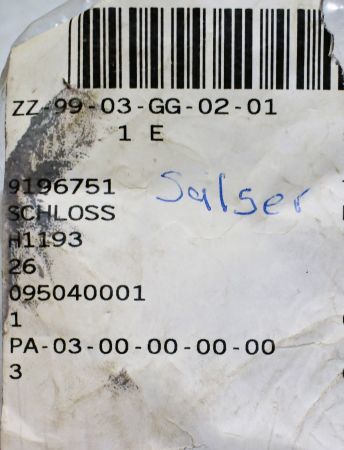 ZZ-99-03-GG-02-01
1 E
9196751
Salser
SCHLOSS
H1193
26
095040001
1
PA-03-00-00-00-00
3